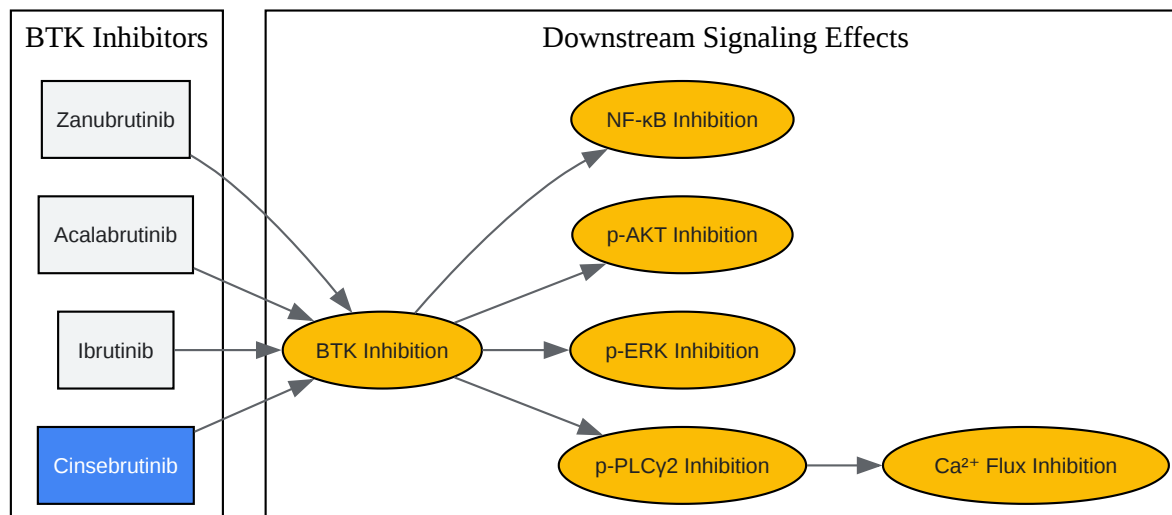 BTK Inhibitors
Zanubrutinib
Acalabrutinib
Ibrutinib
Cinsebrutinib
Downstream Signaling Effects
BTK Inhibition
NF-κB Inhibition
p-AKT Inhibition
p-ERK Inhibition
p-PLCγ2 Inhibition
Ca²⁺ Flux Inhibition